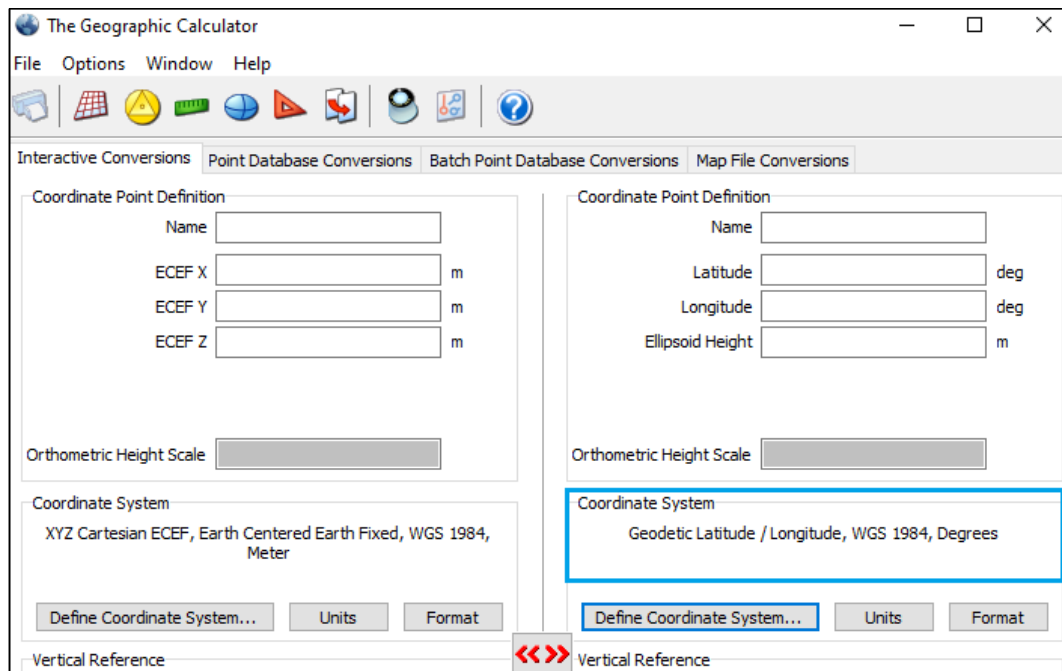 The Geographic Calculator
File Options Window Help
Interactive Conversions Point Database Conversions Batch Point Database Conversions Map File Conversions
Coordinate Point Definition
Name
ECEF X m
ECEF Y m
ECEF Z m
Orthometric Height Scale
Coordinate System
XYZ Cartesian ECEF, Earth Centered Earth Fixed, WGS 1984,
Meter
Define Coordinate System... Units Format
Vertical Reference
Coordinate Point Definition
Name
Latitude deg
Longitude deg
Ellipsoid Height m
Orthometric Height Scale
Coordinate System
Geodetic Latitude / Longitude, WGS 1984, Degrees
Define Coordinate System... Units Format
Vertical Reference